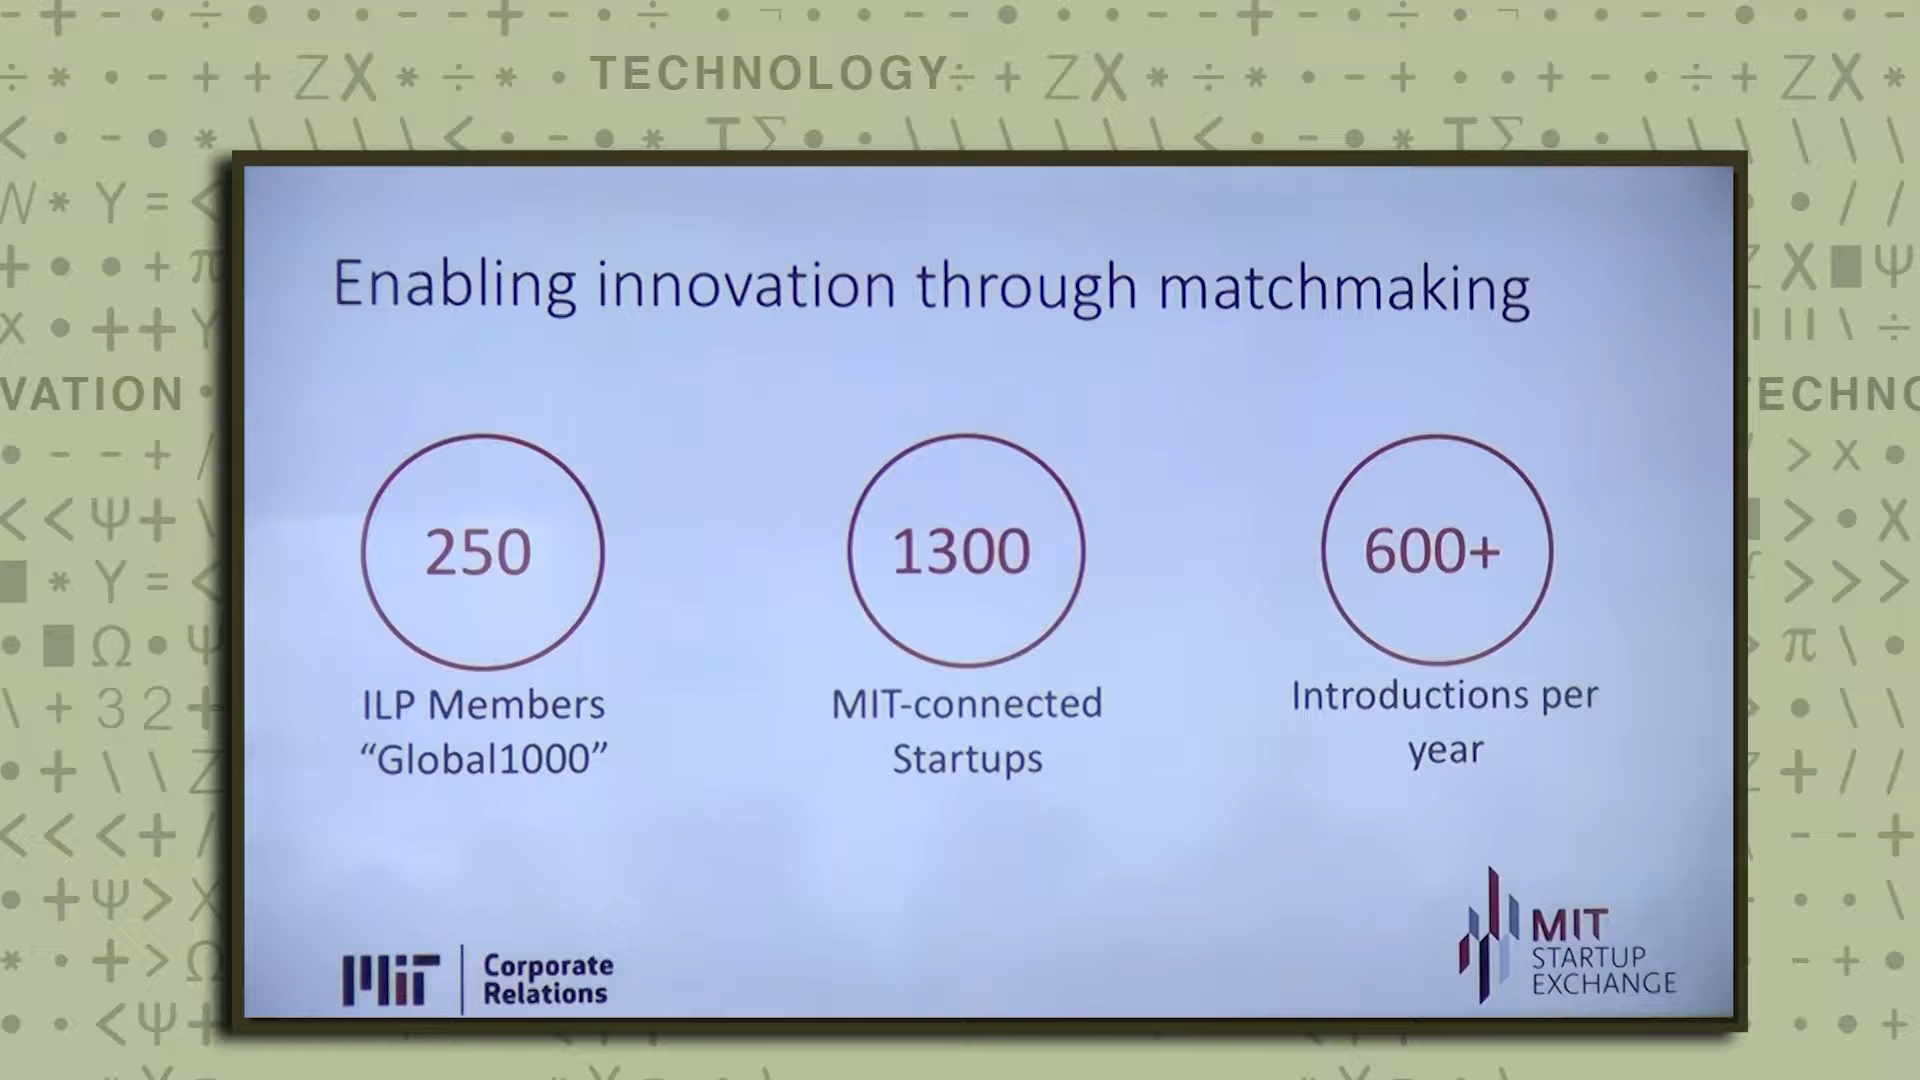 TECHNOLOGY
VATION
ECHNO
Enabling innovation through matchmaking
250
1300
600+
ILP Members
“Global1000”
MIT-connected
Startups
Introductions per
year
MIT
Corporate
Relations
MIT
STARTUP
EXCHANGE